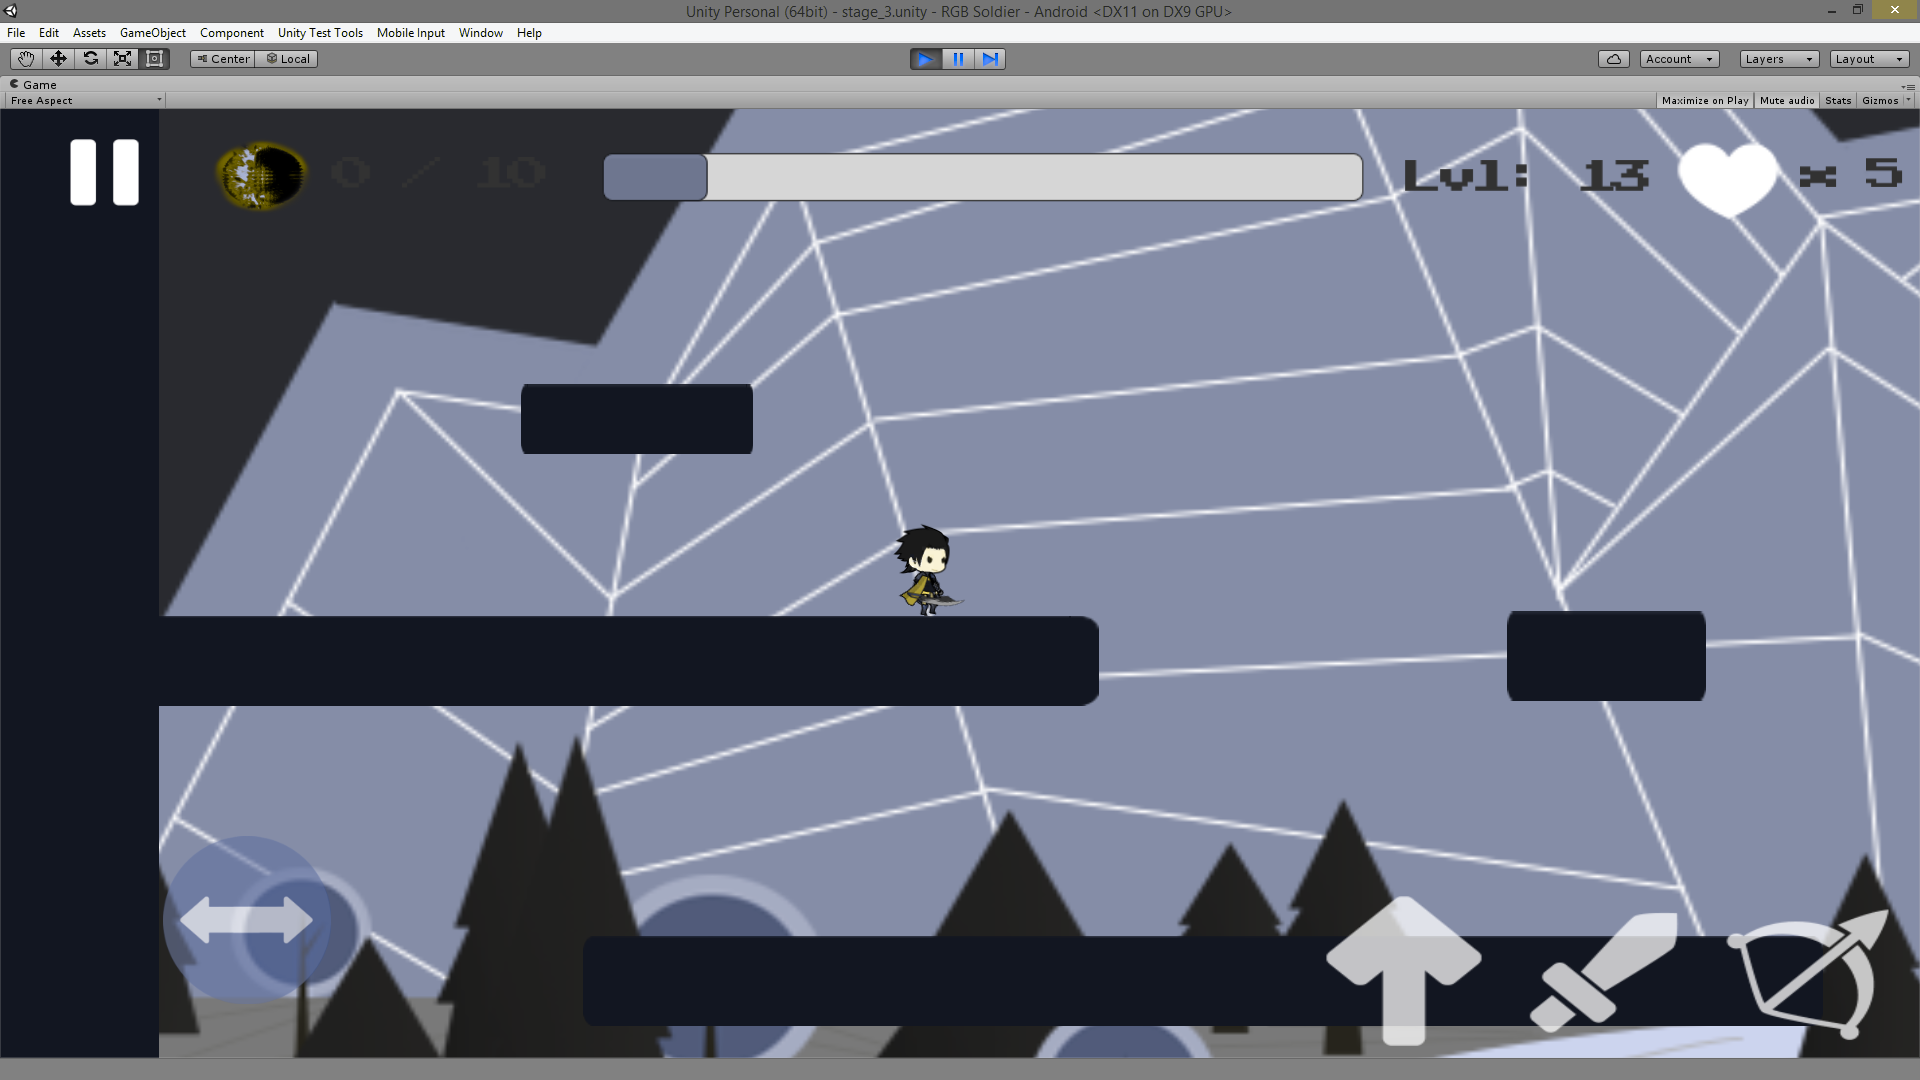 Unity Personal (64bit) - stage_3.unity - RGB Soldier - Android <DX11 on DX9 GPU>
File Edit Assets GameObject Component Unity Test Tools Mobile Input Window Help
Center Local Account Layers Layout
Game
Free Aspect Maximize on Play Mute audio Stats Gizmos
0 / 10 Lvl: 13 x 5